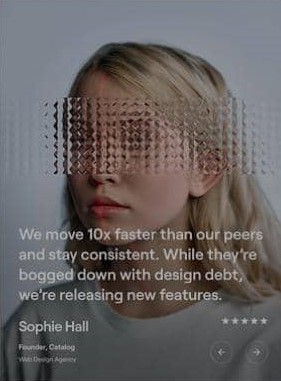 We move 10x faster than our peers
and stay consistent. While they're
bogged down with design debt,
we're releasing new features.
Sophie Hall
Founder, Catalog
Web Design Agency